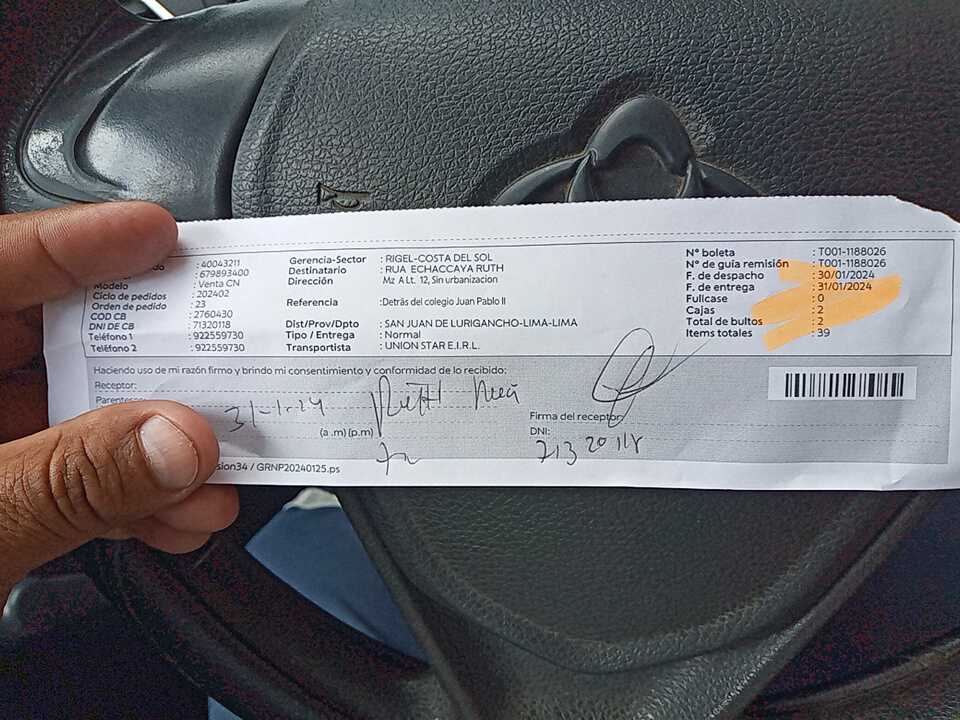 : 40043211
: 679893400
Modelo : Venta CN
Ciclo de pedidos : 202402
Orden de pedido : 23
COD CB : 2760430
DNI DE CB : 71320118
Teléfono 1 : 922559730
Teléfono 2 : 922559730
Gerencia-Sector : RIGEL-COSTA DEL SOL
Destinatario : RUA ECHACCAYA RUTH
Dirección Mz A Lt. 12, Sin urbanizacion
Referencia :Detrás del colegio Juan Pablo II
Dist/Prov/Dpto : SAN JUAN DE LURIGANCHO-LIMA-LIMA
Tipo / Entrega : Normal
Transportista : UNION STAR E.I.R.L.
N° boleta : T001-1188026
N° de guía remisión : T001-1188026
F. de despacho : 30/01/2024
F. de entrega : 31/01/2024
Fullcase : 0
Cajas : 2
Total de bultos : 2
Items totales : 39
Haciendo uso de mi razón firmo y brindo mi consentimiento y conformidad de lo recibido:
Receptor:
31-1-24 Ruth Rua
(a .m) (p.m)
Firma del receptor:
DNI:
71320118
sion34 / GRNP20240125.ps